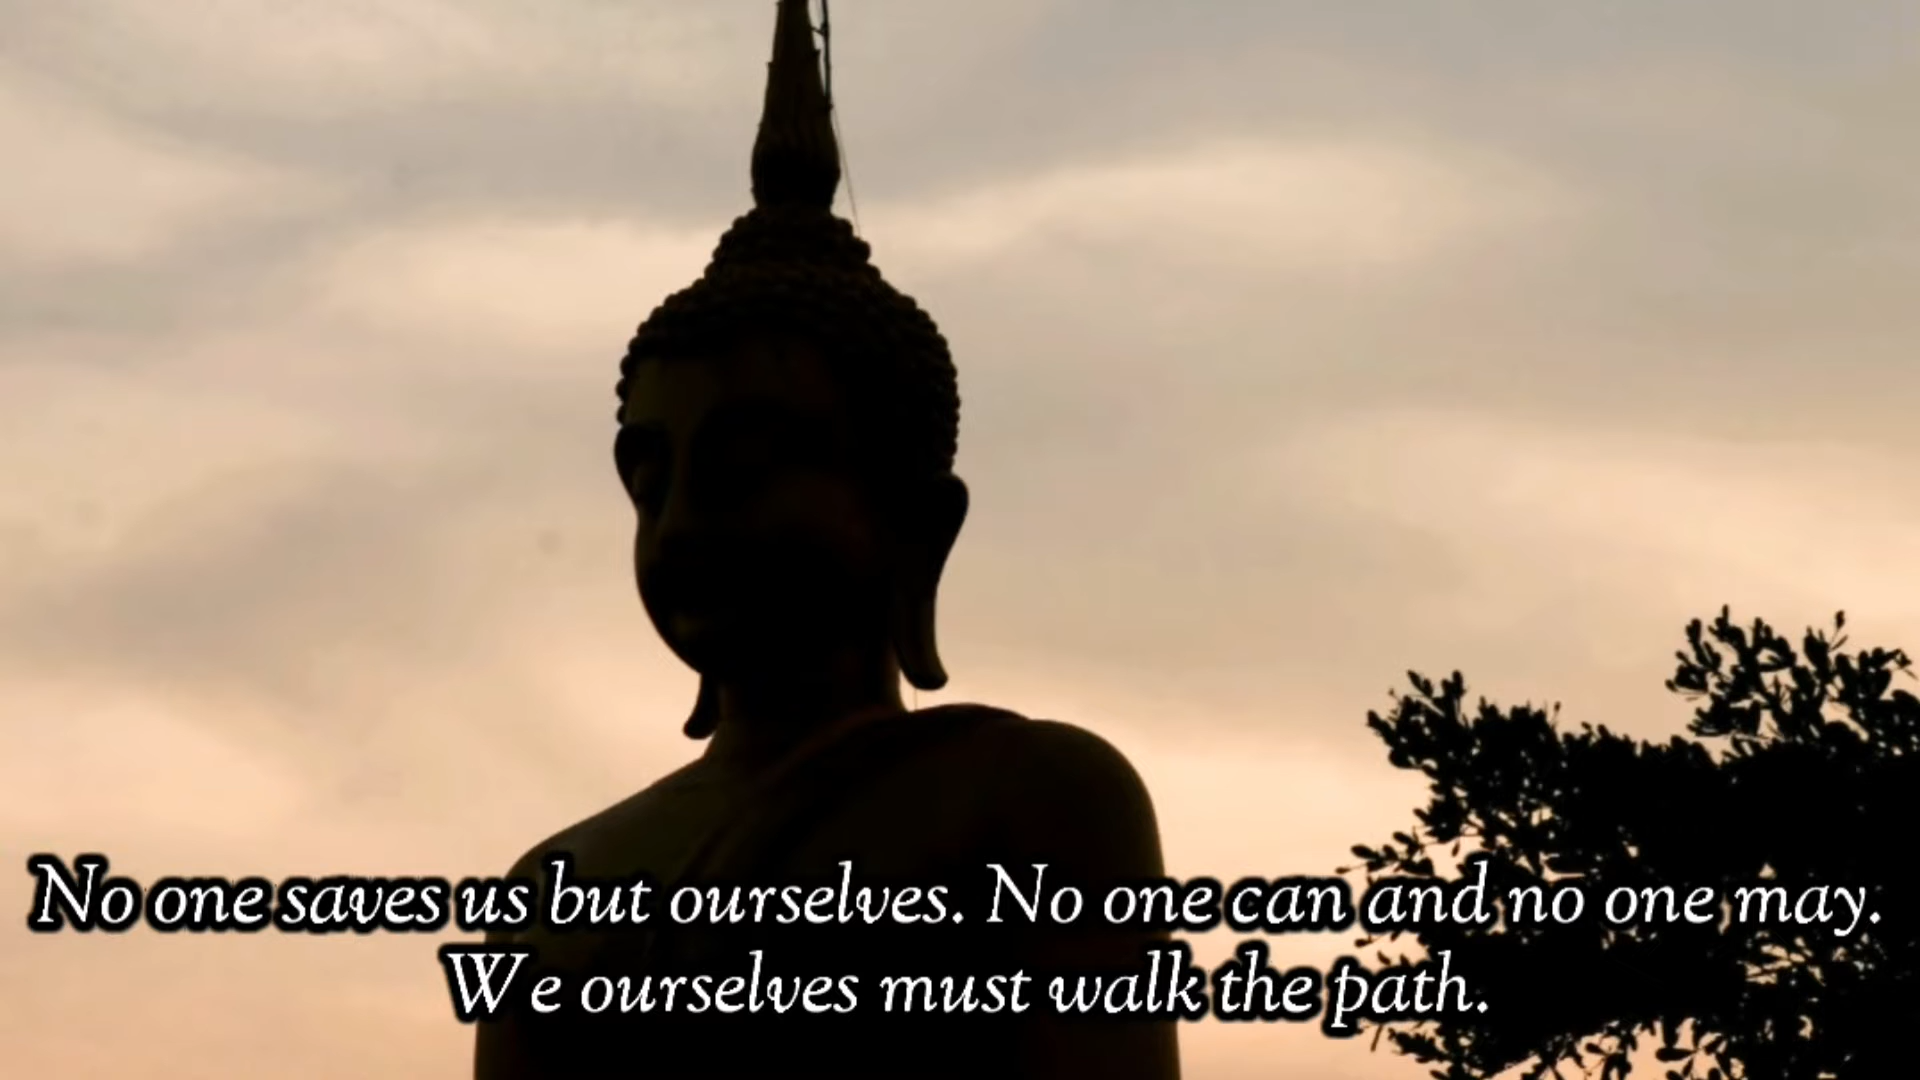 No one saves us but ourselves. No one can and no one may.
We ourselves must walk the path.